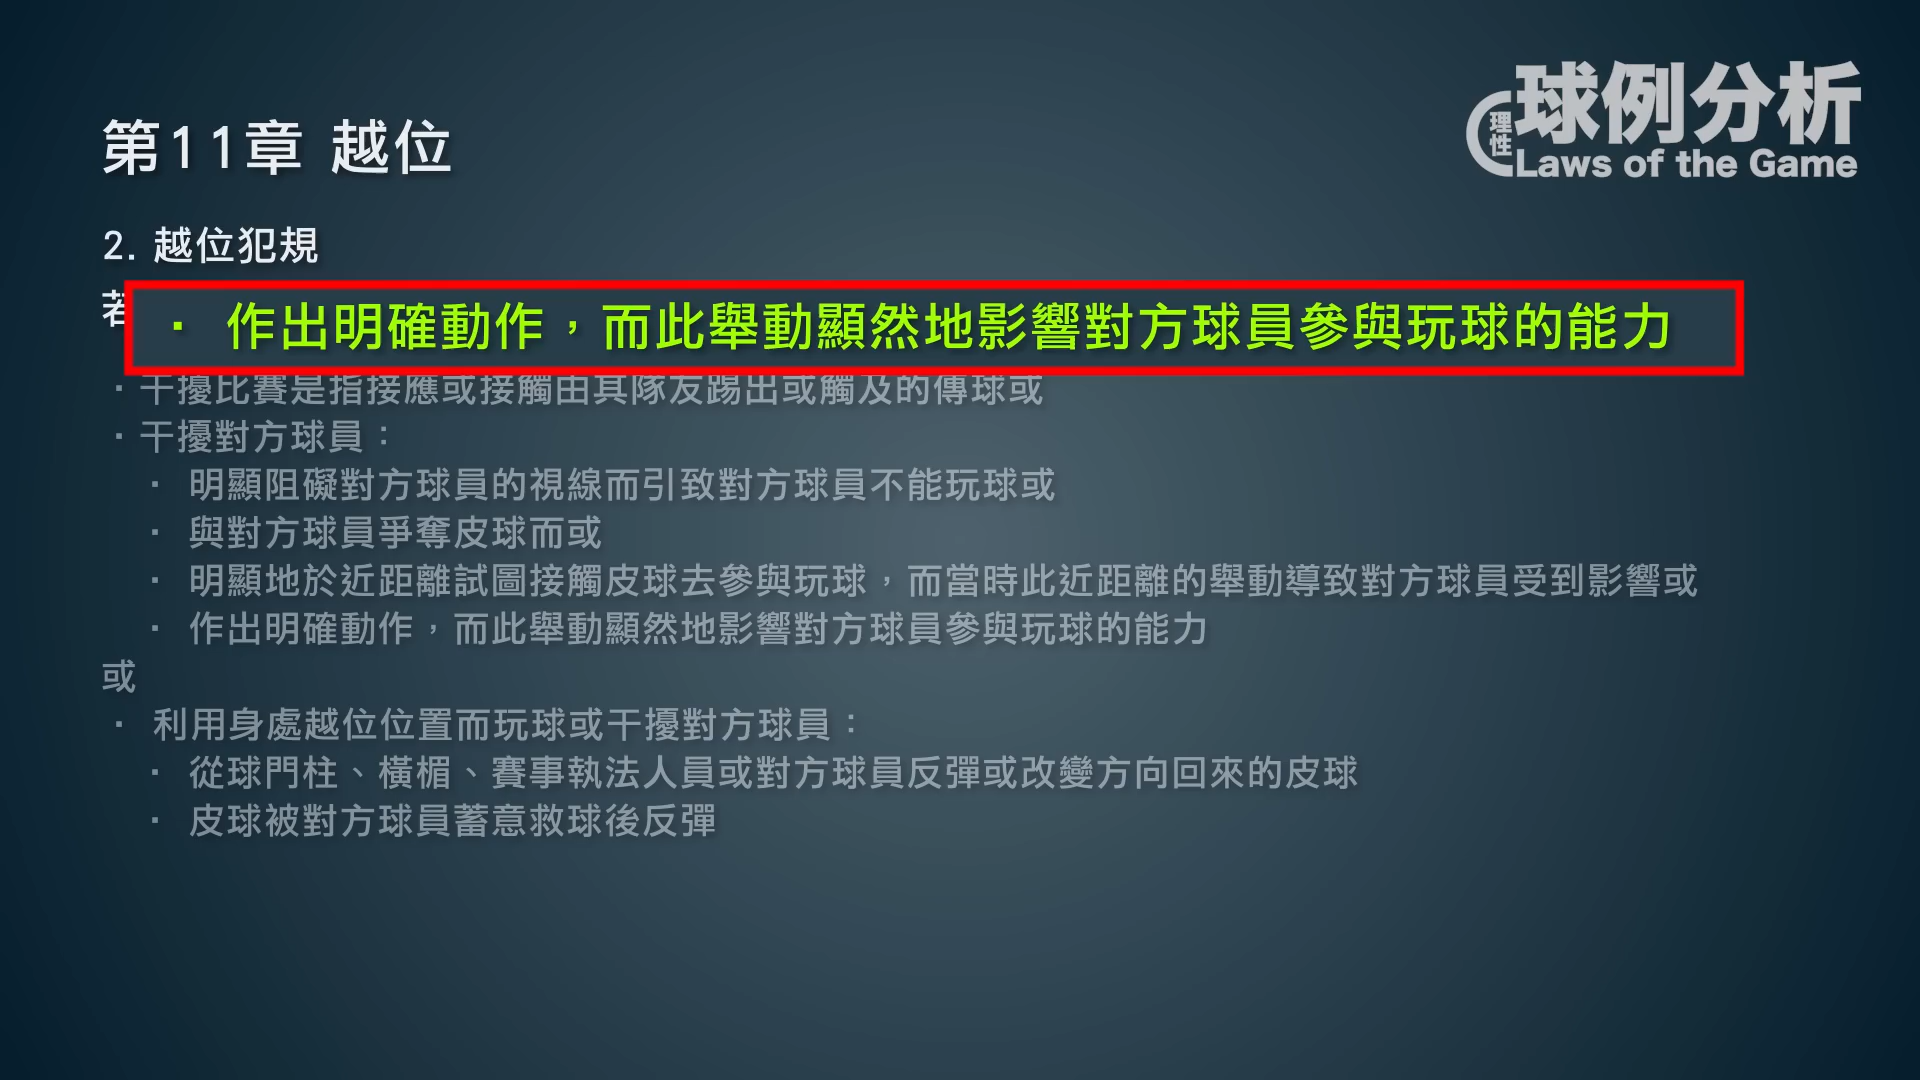 球例分析
理性
Laws of the Game
第11章 越位
2. 越位犯規
若
· 作出明確動作，而此舉動顯然地影響對方球員參與玩球的能力
· 干擾比賽是指接應或接觸由其隊友踢出或觸及的傳球或
· 干擾對方球員：
· 明顯阻礙對方球員的視線而引致對方球員不能玩球或
· 與對方球員爭奪皮球而或
· 明顯地於近距離試圖接觸皮球去參與玩球，而當時此近距離的舉動導致對方球員受到影響或
· 作出明確動作，而此舉動顯然地影響對方球員參與玩球的能力
或
· 利用身處越位位置而玩球或干擾對方球員：
· 從球門柱、橫楣、賽事執法人員或對方球員反彈或改變方向回來的皮球
· 皮球被對方球員蓄意救球後反彈